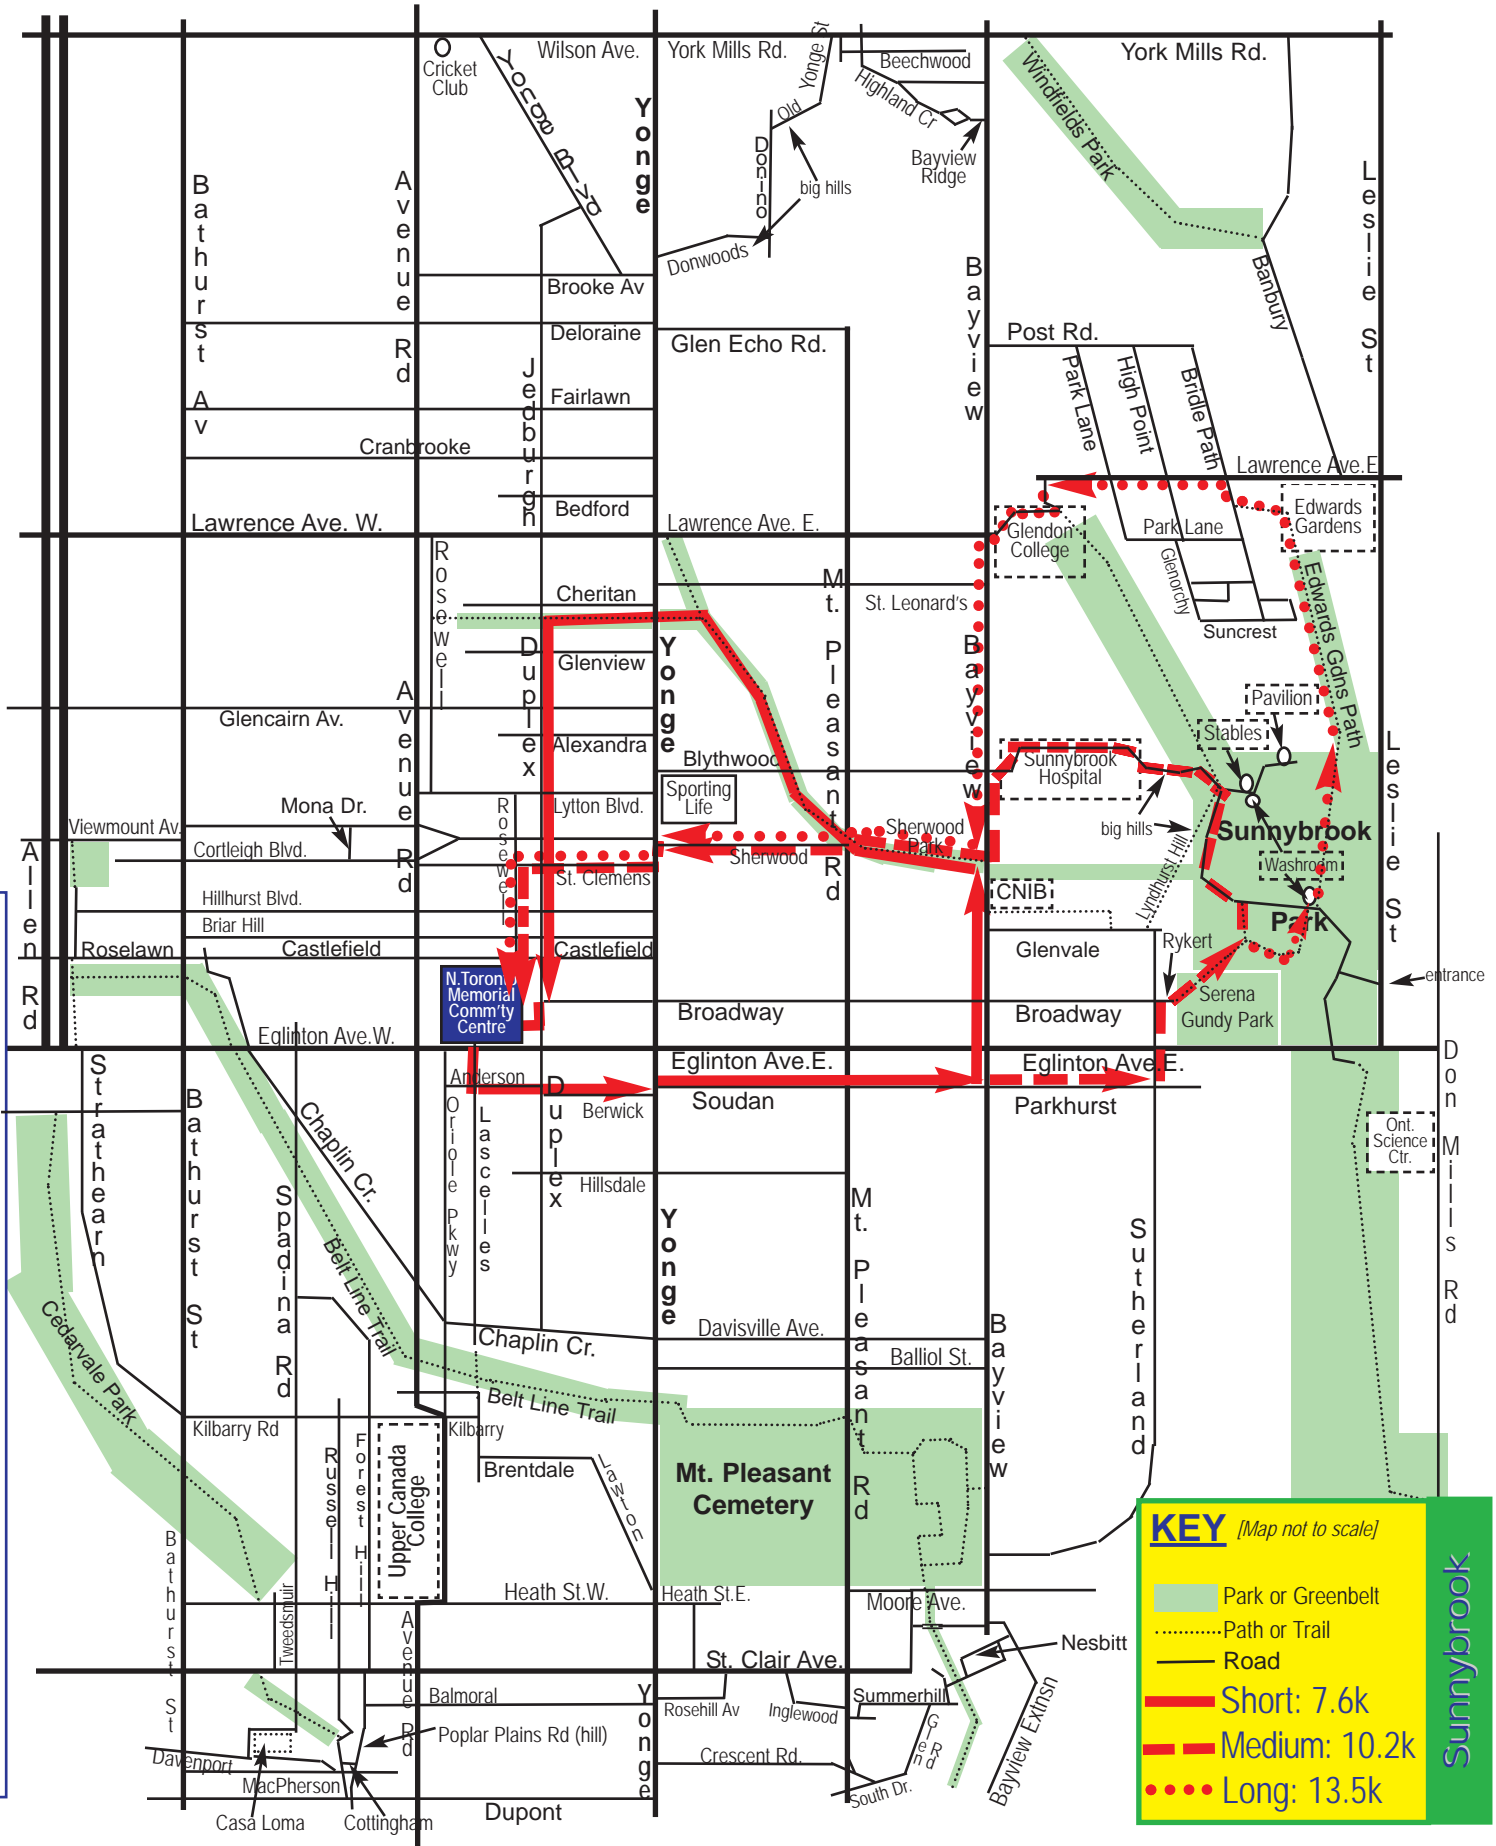 Wilson Ave.
York Mills Rd.
York Mills Rd.
Cricket
Club
Yonge Blvd
Yonge
Old Yonge St
Beechwood
Highland Cr
Bayview
Ridge
Windfields Park
Donino
big hills
Donwoods
Bathurst Av
Avenue Rd
Leslie St
Bayview
Banbury
Brooke Av
Deloraine
Glen Echo Rd.
Post Rd.
Park Lane
High Point
Bridle Path
Jedburgh
Fairlawn
Cranbrooke
Bedford
Lawrence Ave. W.
Lawrence Ave. E.
Lawrence Ave.E
Edwards
Gardens
Glendon
College
Park Lane
Glenorchy
Suncrest
Edwards Gdns Path
Rosewell
Cheritan
Mt. Pleasant Rd
St. Leonard's
Bayview
Duplex
Glenview
Yonge
Avenue Rd
Glencairn Av.
Alexandra
Blythwood
Pavilion
Stables
Sunnybrook
Hospital
Leslie St
Sporting
Life
Lytton Blvd.
Rosewell
Mona Dr.
Viewmount Av.
Cortleigh Blvd.
Sherwood
Sherwood
Park
big hills
Lyndhurst Hill
Sunnybrook
Park
Washroom
St. Clemens
CNIB
Allen Rd
Hillhurst Blvd.
Briar Hill
Roselawn
Castlefield
Castlefield
Glenvale
Rykert
entrance
N.Toronto
Memorial
Comm'ty
Centre
Broadway
Broadway
Serena
Gundy Park
Eglinton Ave.W.
Eglinton Ave.E.
Eglinton Ave.E.
Don Mills Rd
Strathearn
Bathurst St
Anderson
Duplex
Berwick
Soudan
Parkhurst
Oriole Pkwy
Lascelles
Chaplin Cr.
Ont.
Science
Ctr.
Hillsdale
Spadina Rd
Mt. Pleasant Rd
Sutherland
Yonge
Belt Line Trail
Cedarvale Park
Chaplin Cr.
Davisville Ave.
Balliol St.
Bayview
Belt Line Trail
Kilbarry Rd
Kilbarry
Russell Hill
Forest Hill
Upper Canada
College
Brentdale
Lawton
Mt. Pleasant
Cemetery
Bathurst St
Tweedsmuir
Heath St.W.
Heath St.E.
Moore Ave.
Avenue Rd
Nesbitt
St. Clair Ave.
Balmoral
Yonge
Rosehill Av
Inglewood
Summerhill
Glen Rd
Bayview Extnsn
Poplar Plains Rd (hill)
Davenport
Crescent Rd.
MacPherson
South Dr.
Casa Loma
Cottingham
Dupont
KEY [Map not to scale]
Park or Greenbelt
Path or Trail
Road
Short: 7.6k
Medium: 10.2k
Long: 13.5k
Sunnybrook